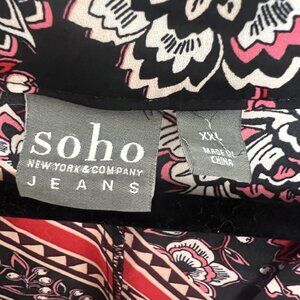 soho
NEW YORK & COMPANY
JEANS
XXL
MADE IN
CHINA